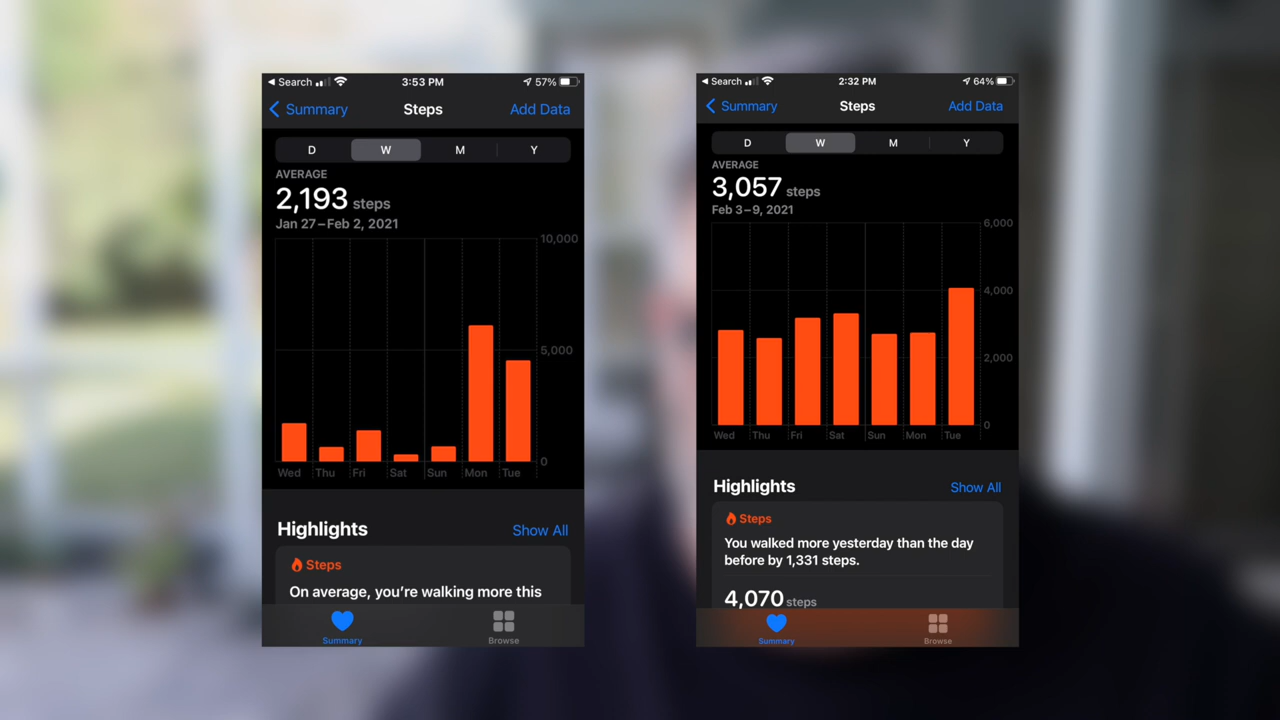 Search
3:53 PM
57%
Summary
Steps
Add Data
D
W
M
Y
AVERAGE
2,193 steps
Jan 27–Feb 2, 2021
10,000
5,000
0
Wed
Thu
Fri
Sat
Sun
Mon
Tue
Highlights
Show All
Steps
On average, you’re walking more this
Summary
Browse
Search
2:32 PM
64%
Summary
Steps
Add Data
D
W
M
Y
AVERAGE
3,057 steps
Feb 3–9, 2021
6,000
4,000
2,000
0
Wed
Thu
Fri
Sat
Sun
Mon
Tue
Highlights
Show All
Steps
You walked more yesterday than the day
before by 1,331 steps.
4,070 steps
Summary
Browse